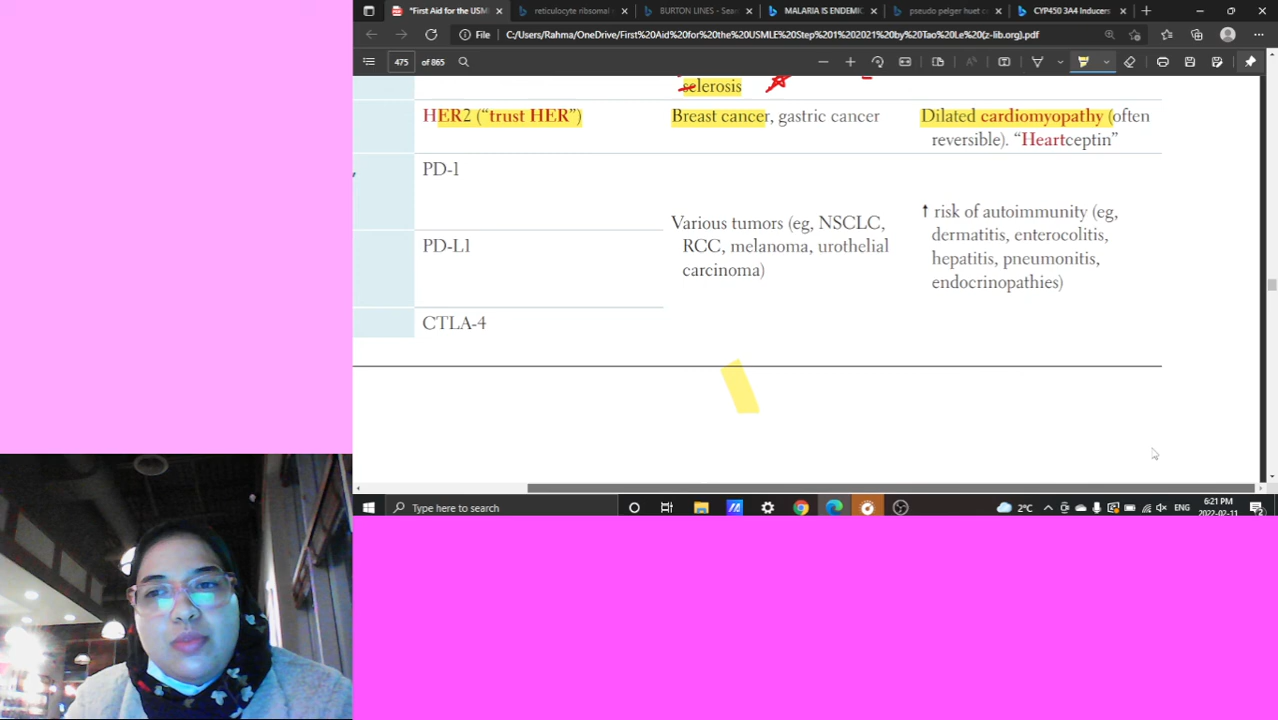 "First Aid for the USM
reticulocyte ribsomal
BURTON LINES - Sea
MALARIA IS ENDEMIC
pseudo pelger huet c
CYP450 3A4 Inducers
File
C:/Users/Rahma/OneDrive/First%20Aid%20for%20the%20USMLE%20Step%201%202021%20by%20Tao%20Le%20(z-lib.org).pdf
475 of 865
selerosis
HER2 (“trust HER”)
Breast cancer, gastric cancer
Dilated cardiomyopathy (often
reversible). “Heartceptin”
PD-1
Various tumors (eg, NSCLC,
RCC, melanoma, urothelial
carcinoma)
↑ risk of autoimmunity (eg,
dermatitis, enterocolitis,
hepatitis, pneumonitis,
endocrinopathies)
PD-L1
CTLA-4
Type here to search
2°C
ENG
6:21 PM
2022-02-11